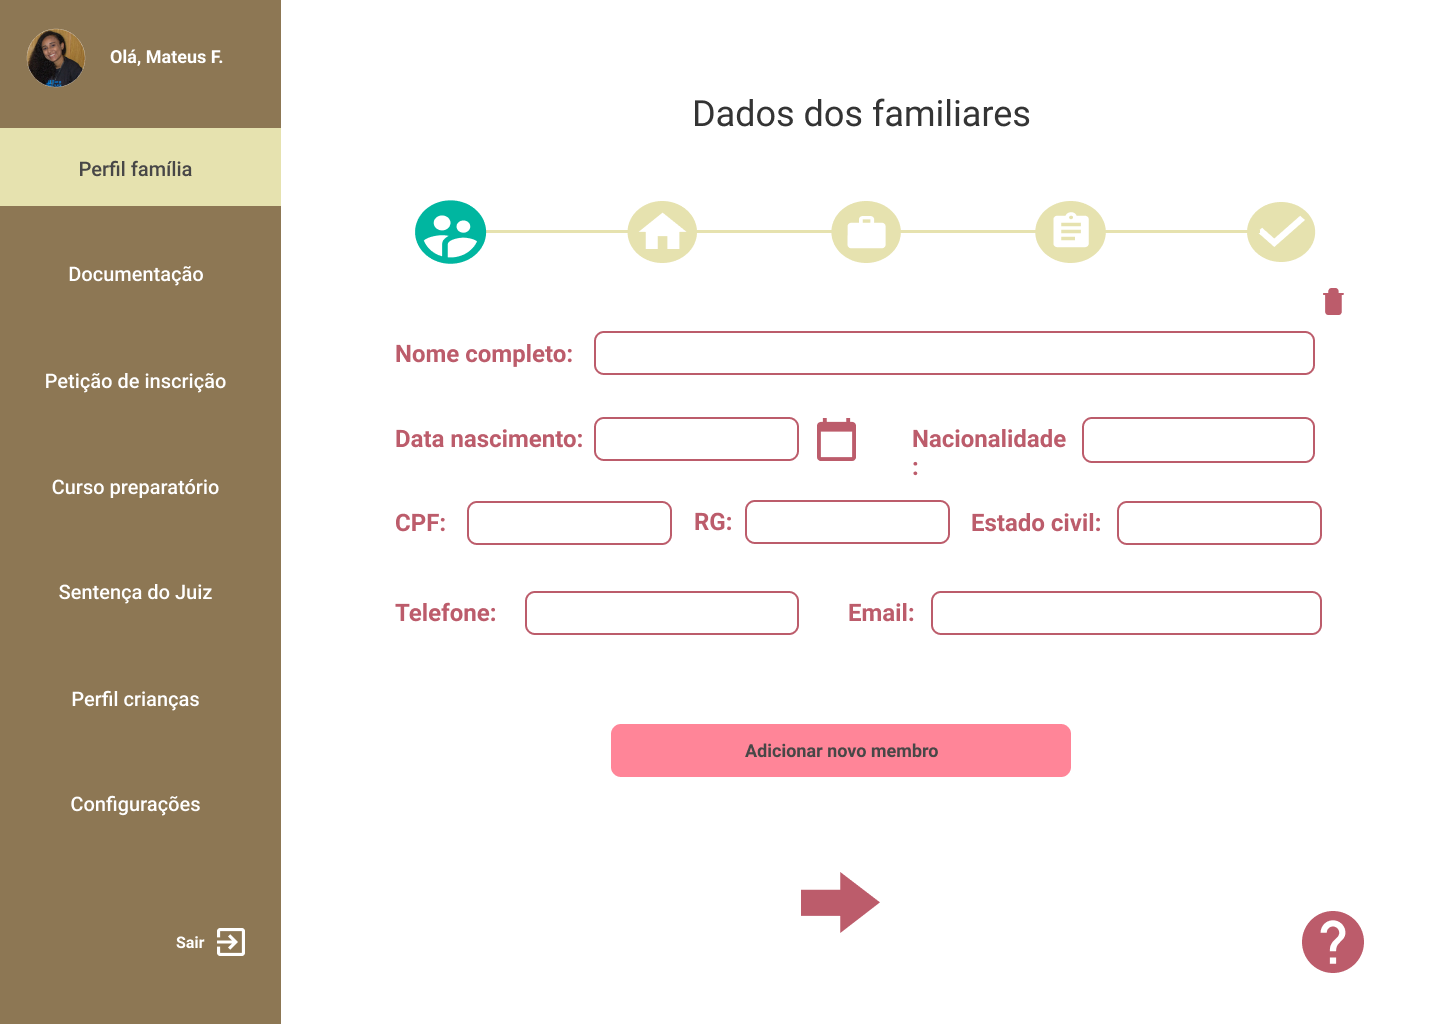 Olá, Mateus F.
Perfil família
Documentação
Petição de inscrição
Curso preparatório
Sentença do Juiz
Perfil crianças
Configurações
Sair
Dados dos familiares
Nome completo:
Data nascimento:
Nacionalidade
:
CPF:
RG:
Estado civil:
Telefone:
Email:
Adicionar novo membro
?